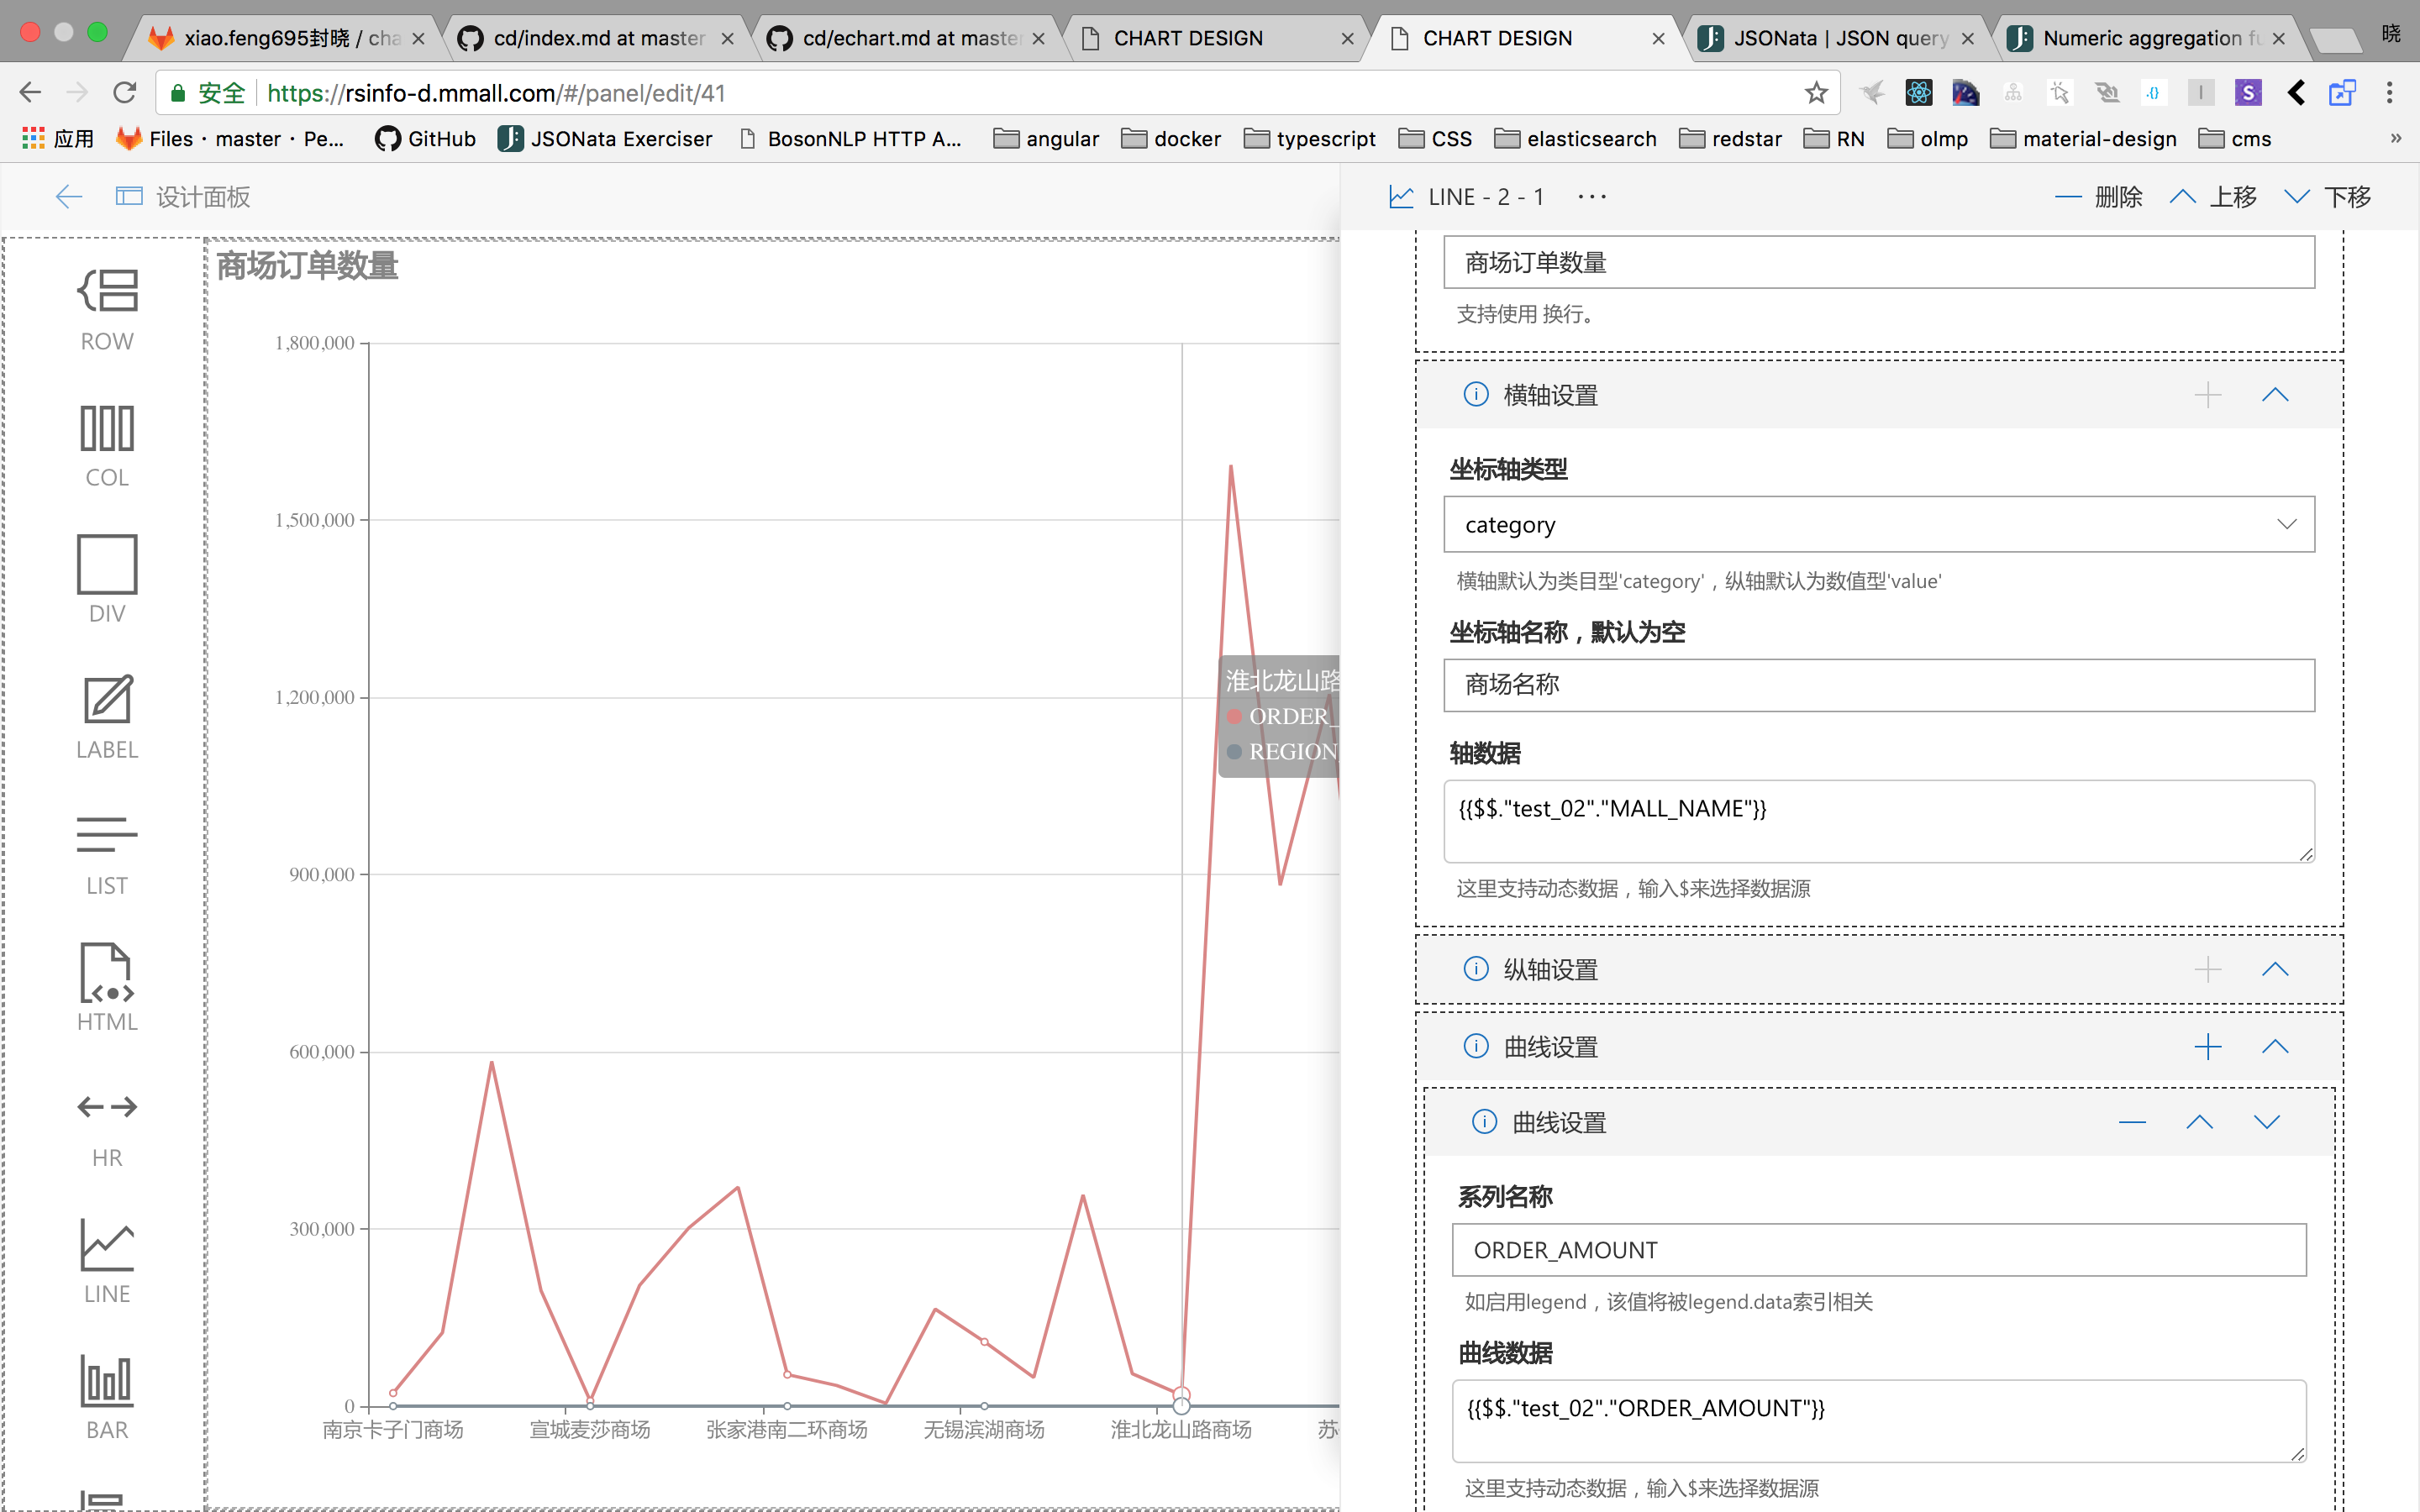 xiao.feng695封晓 / cha
cd/index.md at master
cd/echart.md at maste
CHART DESIGN
CHART DESIGN
JSONata | JSON query
Numeric aggregation fu
晓
安全
https://rsinfo-d.mmall.com/#/panel/edit/41
应用
Files · master · Pe...
GitHub
JSONata Exerciser
BosonNLP HTTP A...
angular
docker
typescript
CSS
elasticsearch
redstar
RN
olmp
material-design
cms
»
设计面板
LINE - 2 - 1
删除
上移
下移
ROW
COL
DIV
LABEL
LIST
HTML
HR
LINE
BAR
商场订单数量
1,800,000
1,500,000
1,200,000
900,000
600,000
300,000
0
南京卡子门商场
宣城麦莎商场
张家港南二环商场
无锡滨湖商场
淮北龙山路商场
苏
淮北龙山路
ORDER_
REGION
商场订单数量
支持使用 换行。
横轴设置
坐标轴类型
category
横轴默认为类目型'category'，纵轴默认为数值型'value'
坐标轴名称，默认为空
商场名称
轴数据
{{$$."test_02"."MALL_NAME"}}
这里支持动态数据，输入$来选择数据源
纵轴设置
曲线设置
曲线设置
系列名称
ORDER_AMOUNT
如启用legend，该值将被legend.data索引相关
曲线数据
{{$$."test_02"."ORDER_AMOUNT"}}
这里支持动态数据，输入$来选择数据源